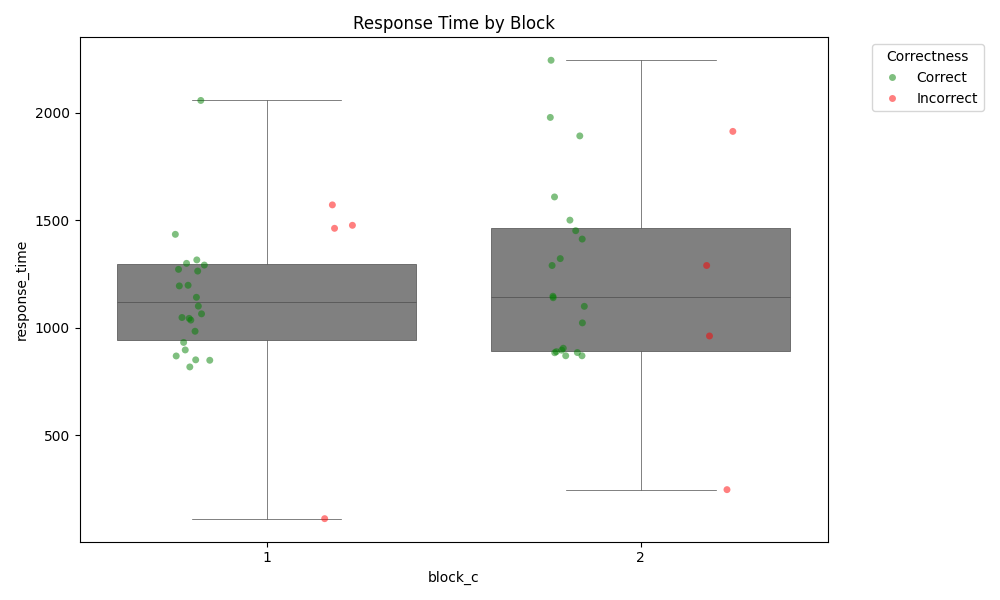 Response Time by Block
Correctness
Correct
Incorrect
2000
1500
1000
500
response_time
1
2
block_c